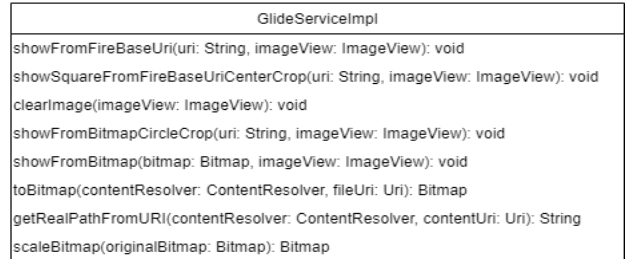 GlideServiceImpl
showFromFireBaseUri(uri: String, imageView: ImageView): void
showSquareFromFireBaseUriCenterCrop(uri: String, imageView: ImageView): void
clearImage(imageView: ImageView): void
showFromBitmapCircleCrop(uri: String, imageView: ImageView): void
showFromBitmap(bitmap: Bitmap, imageView: ImageView): void
toBitmap(contentResolver: ContentResolver, fileUri: Uri): Bitmap
getRealPathFromURI(contentResolver: ContentResolver, contentUri: Uri): String
scaleBitmap(originalBitmap: Bitmap): Bitmap